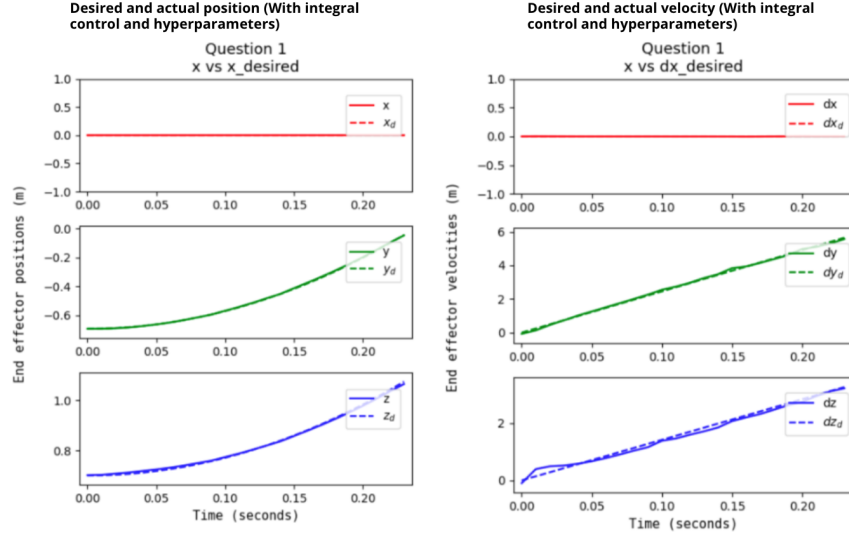 Desired and actual position (With integral
control and hyperparameters)
Question 1
x vs x_desired
End effector positions (m)
1.0
0.5
0.0
−0.5
−1.0
x
x_d
0.00 0.05 0.10 0.15 0.20
0.0
−0.2
−0.4
−0.6
y
y_d
0.00 0.05 0.10 0.15 0.20
1.0
0.8
z
z_d
0.00 0.05 0.10 0.15 0.20
Time (seconds)
Desired and actual velocity (With integral
control and hyperparameters)
Question 1
x vs dx_desired
End effector velocities (m)
1.0
0.5
0.0
−0.5
−1.0
dx
dx_d
0.00 0.05 0.10 0.15 0.20
6
4
2
0
dy
dy_d
0.00 0.05 0.10 0.15 0.20
2
0
dz
dz_d
0.00 0.05 0.10 0.15 0.20
Time (seconds)